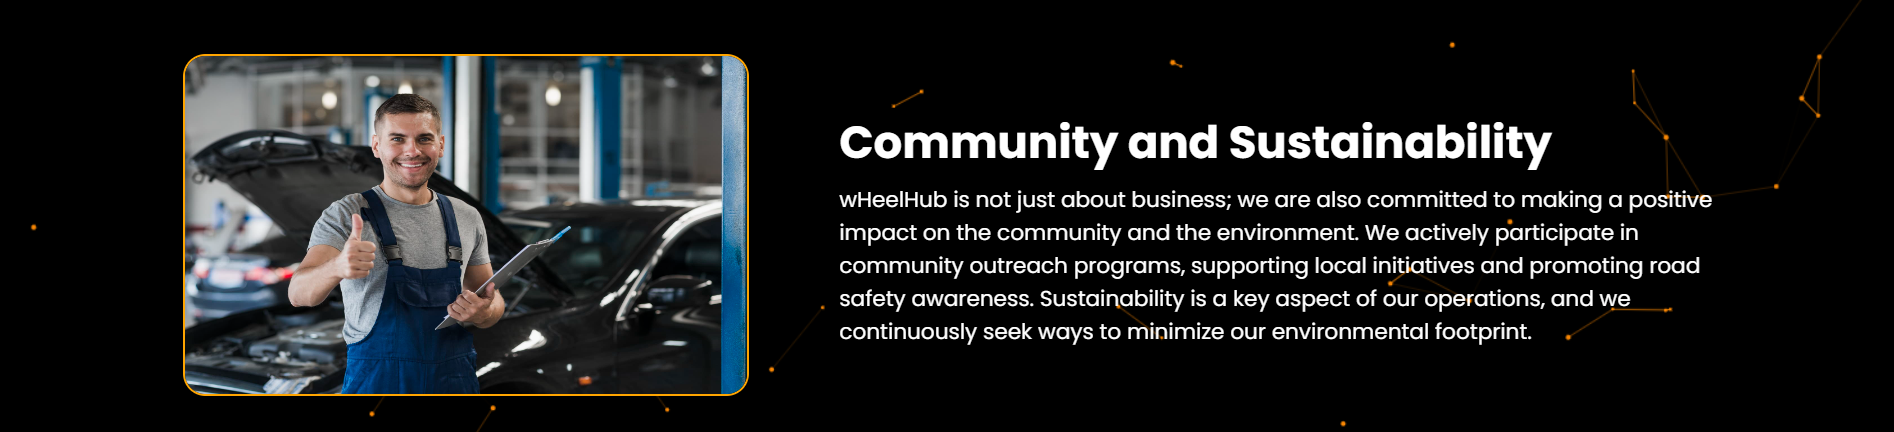 Community and Sustainability
wHeelHub is not just about business; we are also committed to making a positive
impact on the community and the environment. We actively participate in
community outreach programs, supporting local initiatives and promoting road
safety awareness. Sustainability is a key aspect of our operations, and we
continuously seek ways to minimize our environmental footprint.